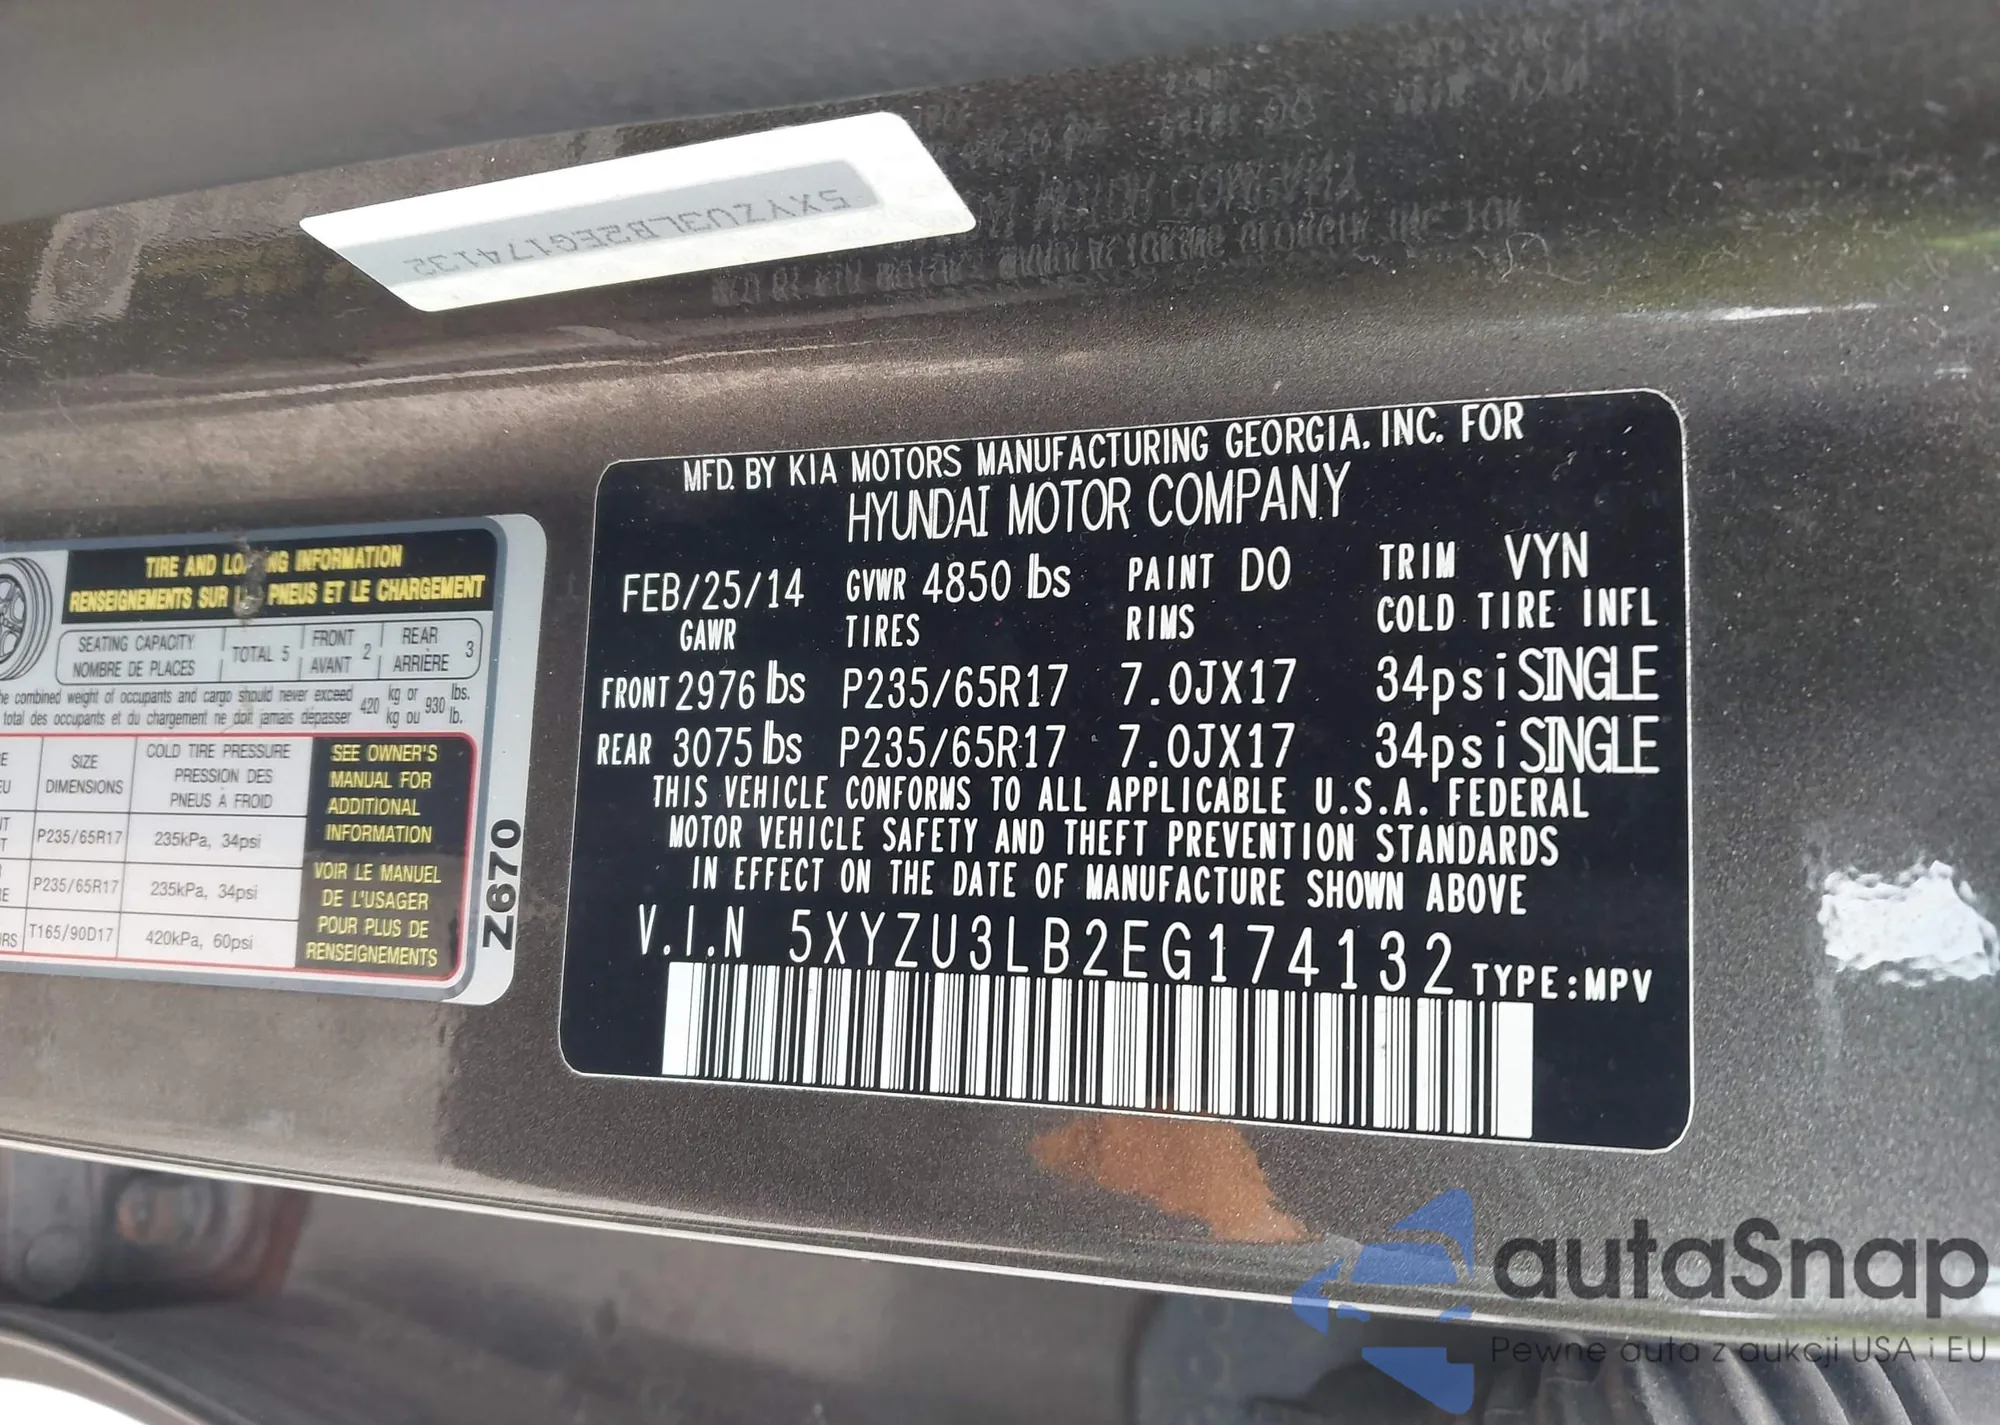 5XYZU3LB2EG174132
MFD. BY KIA MOTORS MANUFACTURING GEORGIA. INC. FOR
HYUNDAI MOTOR COMPANY
FEB/25/14 GVWR 4850 lbs PAINT D0 TRIM VYN
GAWR TIRES RIMS COLD TIRE INFL
FRONT 2976 lbs P235/65R17 7.0JX17 34psi SINGLE
REAR 3075 lbs P235/65R17 7.0JX17 34psi SINGLE
THIS VEHICLE CONFORMS TO ALL APPLICABLE U.S.A. FEDERAL
MOTOR VEHICLE SAFETY AND THEFT PREVENTION STANDARDS
IN EFFECT ON THE DATE OF MANUFACTURE SHOWN ABOVE
V.I.N 5XYZU3LB2EG174132 TYPE:MPV
TIRE AND INFORMATION
RENSEIGNEMENTS SUR PNEUS ET LE CHARGEMENT
SEATING CAPACITY
NOMBRE DE PLACES
TOTAL 5
FRONT
AVANT
2
REAR
ARRIÈRE
3
combined weight of occupants and cargo should never exceed 420 kg or 930 lbs.
total des occupants et du chargement ne doit jamais dépasser kg ou lb.
SIZE
DIMENSIONS
COLD TIRE PRESSURE
PRESSION DES
PNEUS À FROID
P235/65R17 235kPa, 34psi
P235/65R17 235kPa, 34psi
T165/90D17 420kPa, 60psi
SEE OWNER'S
MANUAL FOR
ADDITIONAL
INFORMATION
VOIR LE MANUEL
DE L'USAGER
POUR PLUS DE
RENSEIGNEMENTS
Z670
autaSnap
Pewne auta z aukcji USA i EU